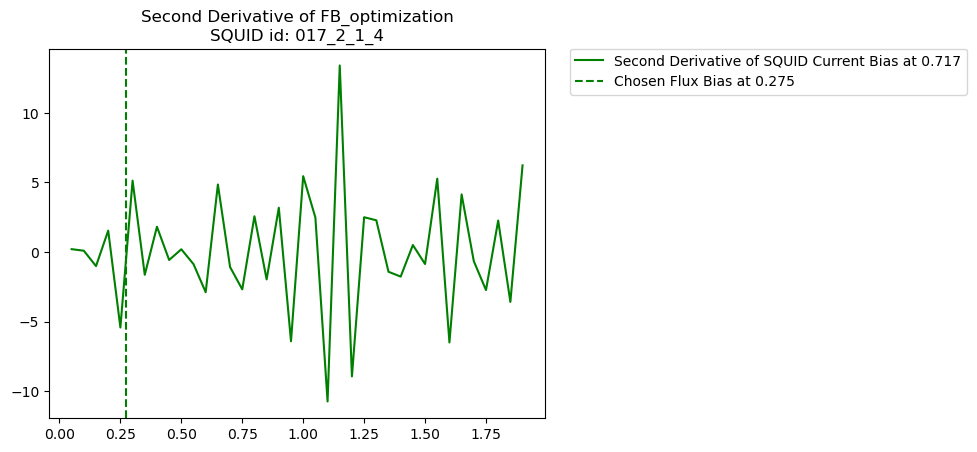 Second Derivative of FB_optimization
SQUID id: 017_2_1_4
Second Derivative of SQUID Current Bias at 0.717
Chosen Flux Bias at 0.275
10
5
0
−5
−10
0.00 0.25 0.50 0.75 1.00 1.25 1.50 1.75